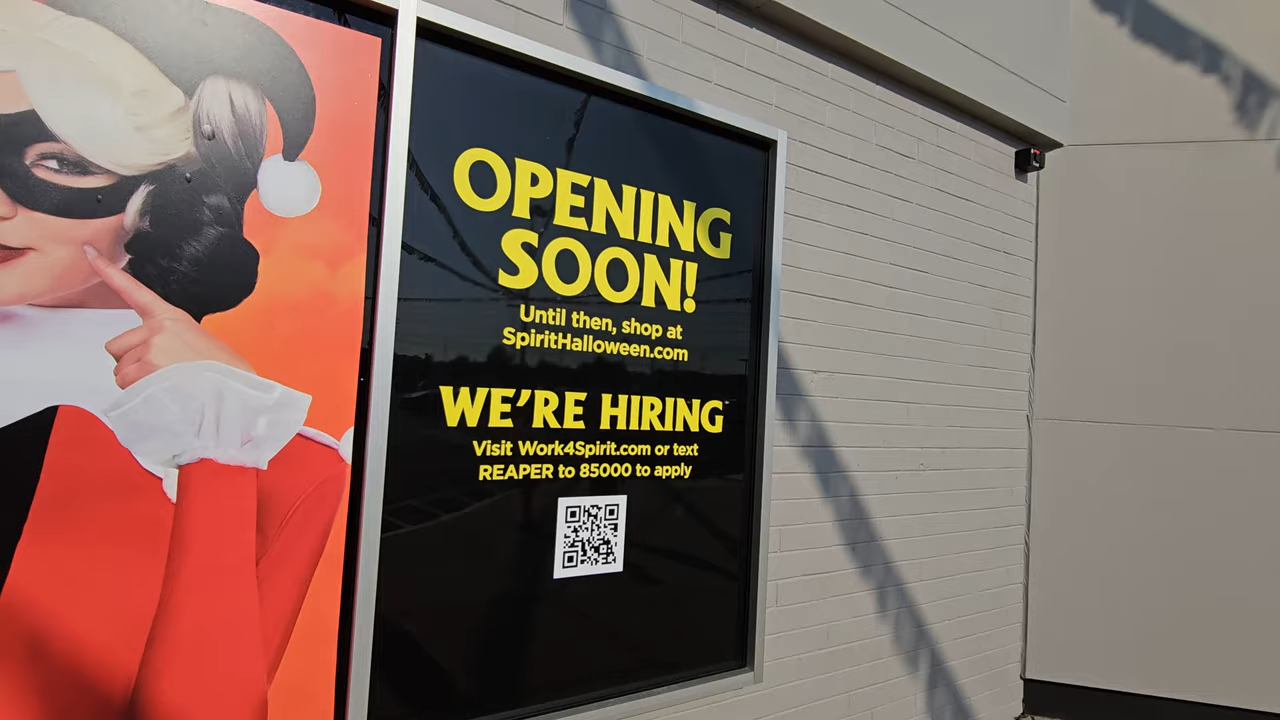 OPENING
SOON!
Until then, shop at
SpiritHalloween.com
WE'RE HIRING
Visit Work4Spirit.com or text
REAPER to 85000 to apply